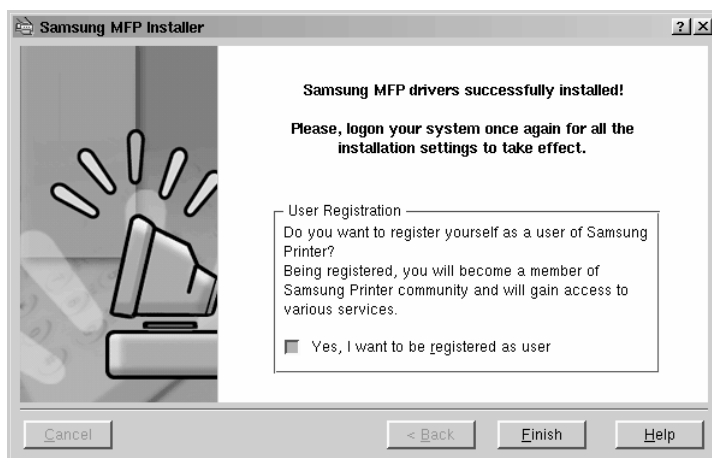 Samsung MFP Installer
Samsung MFP drivers successfully installed!
Please, logon your system once again for all the
installation settings to take effect.
User Registration
Do you want to register yourself as a user of Samsung
Printer?
Being registered, you will become a member of
Samsung Printer community and will gain access to
various services.
Yes, I want to be registered as user
Cancel
< Back
Finish
Help